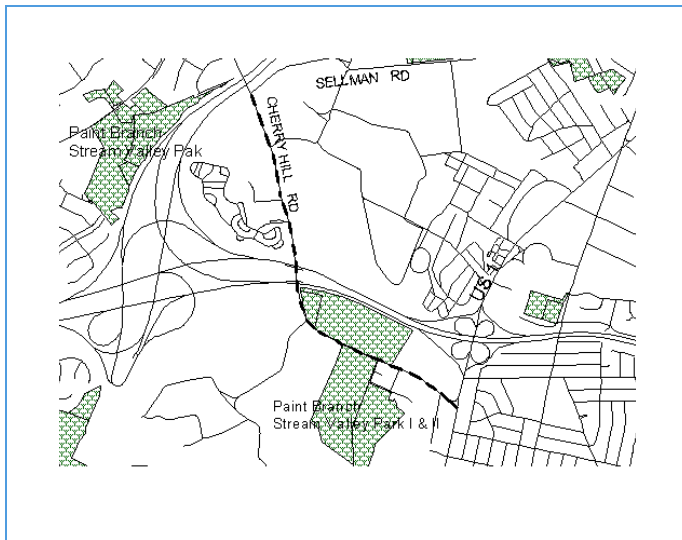 SELLMAN RD
CHERRY HILL RD
Paint Branch
Stream Valley Pak
US 1
Paint Branch
Stream Valley Park I & II